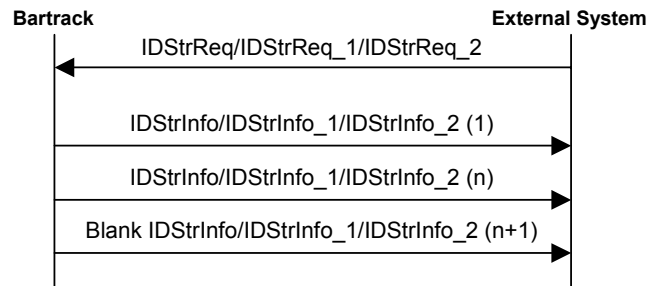 Bartrack
External System
IDStrReq/IDStrReq_1/IDStrReq_2
IDStrInfo/IDStrInfo_1/IDStrInfo_2 (1)
IDStrInfo/IDStrInfo_1/IDStrInfo_2 (n)
Blank IDStrInfo/IDStrInfo_1/IDStrInfo_2 (n+1)